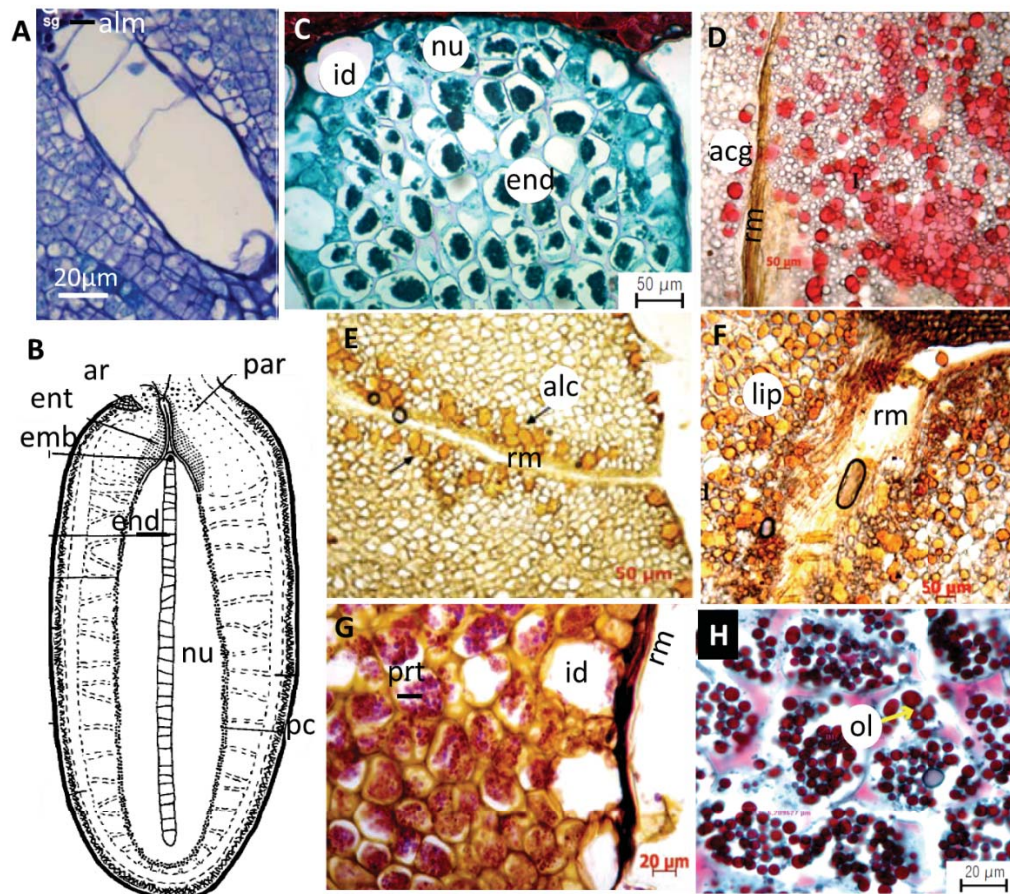 A
sg
alm
20µm
B
ar
par
ent
emb
end
nu
pc
C
id
nu
end
50 µm
D
acg
rm
50 µm
E
alc
rm
50 µm
F
lip
rm
50 µm
G
prt
id
rm
20 µm
H
ol
20 µm